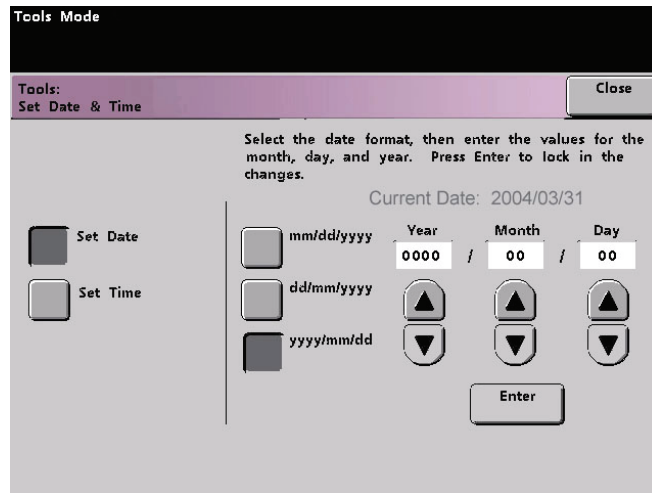 Tools Mode
Tools:
Set Date & Time
Close
Select the date format, then enter the values for the
month, day, and year. Press Enter to lock in the
changes.
Current Date: 2004/03/31
Set Date
Set Time
mm/dd/yyyy
dd/mm/yyyy
yyyy/mm/dd
Year Month Day
0000 / 00 / 00
Enter